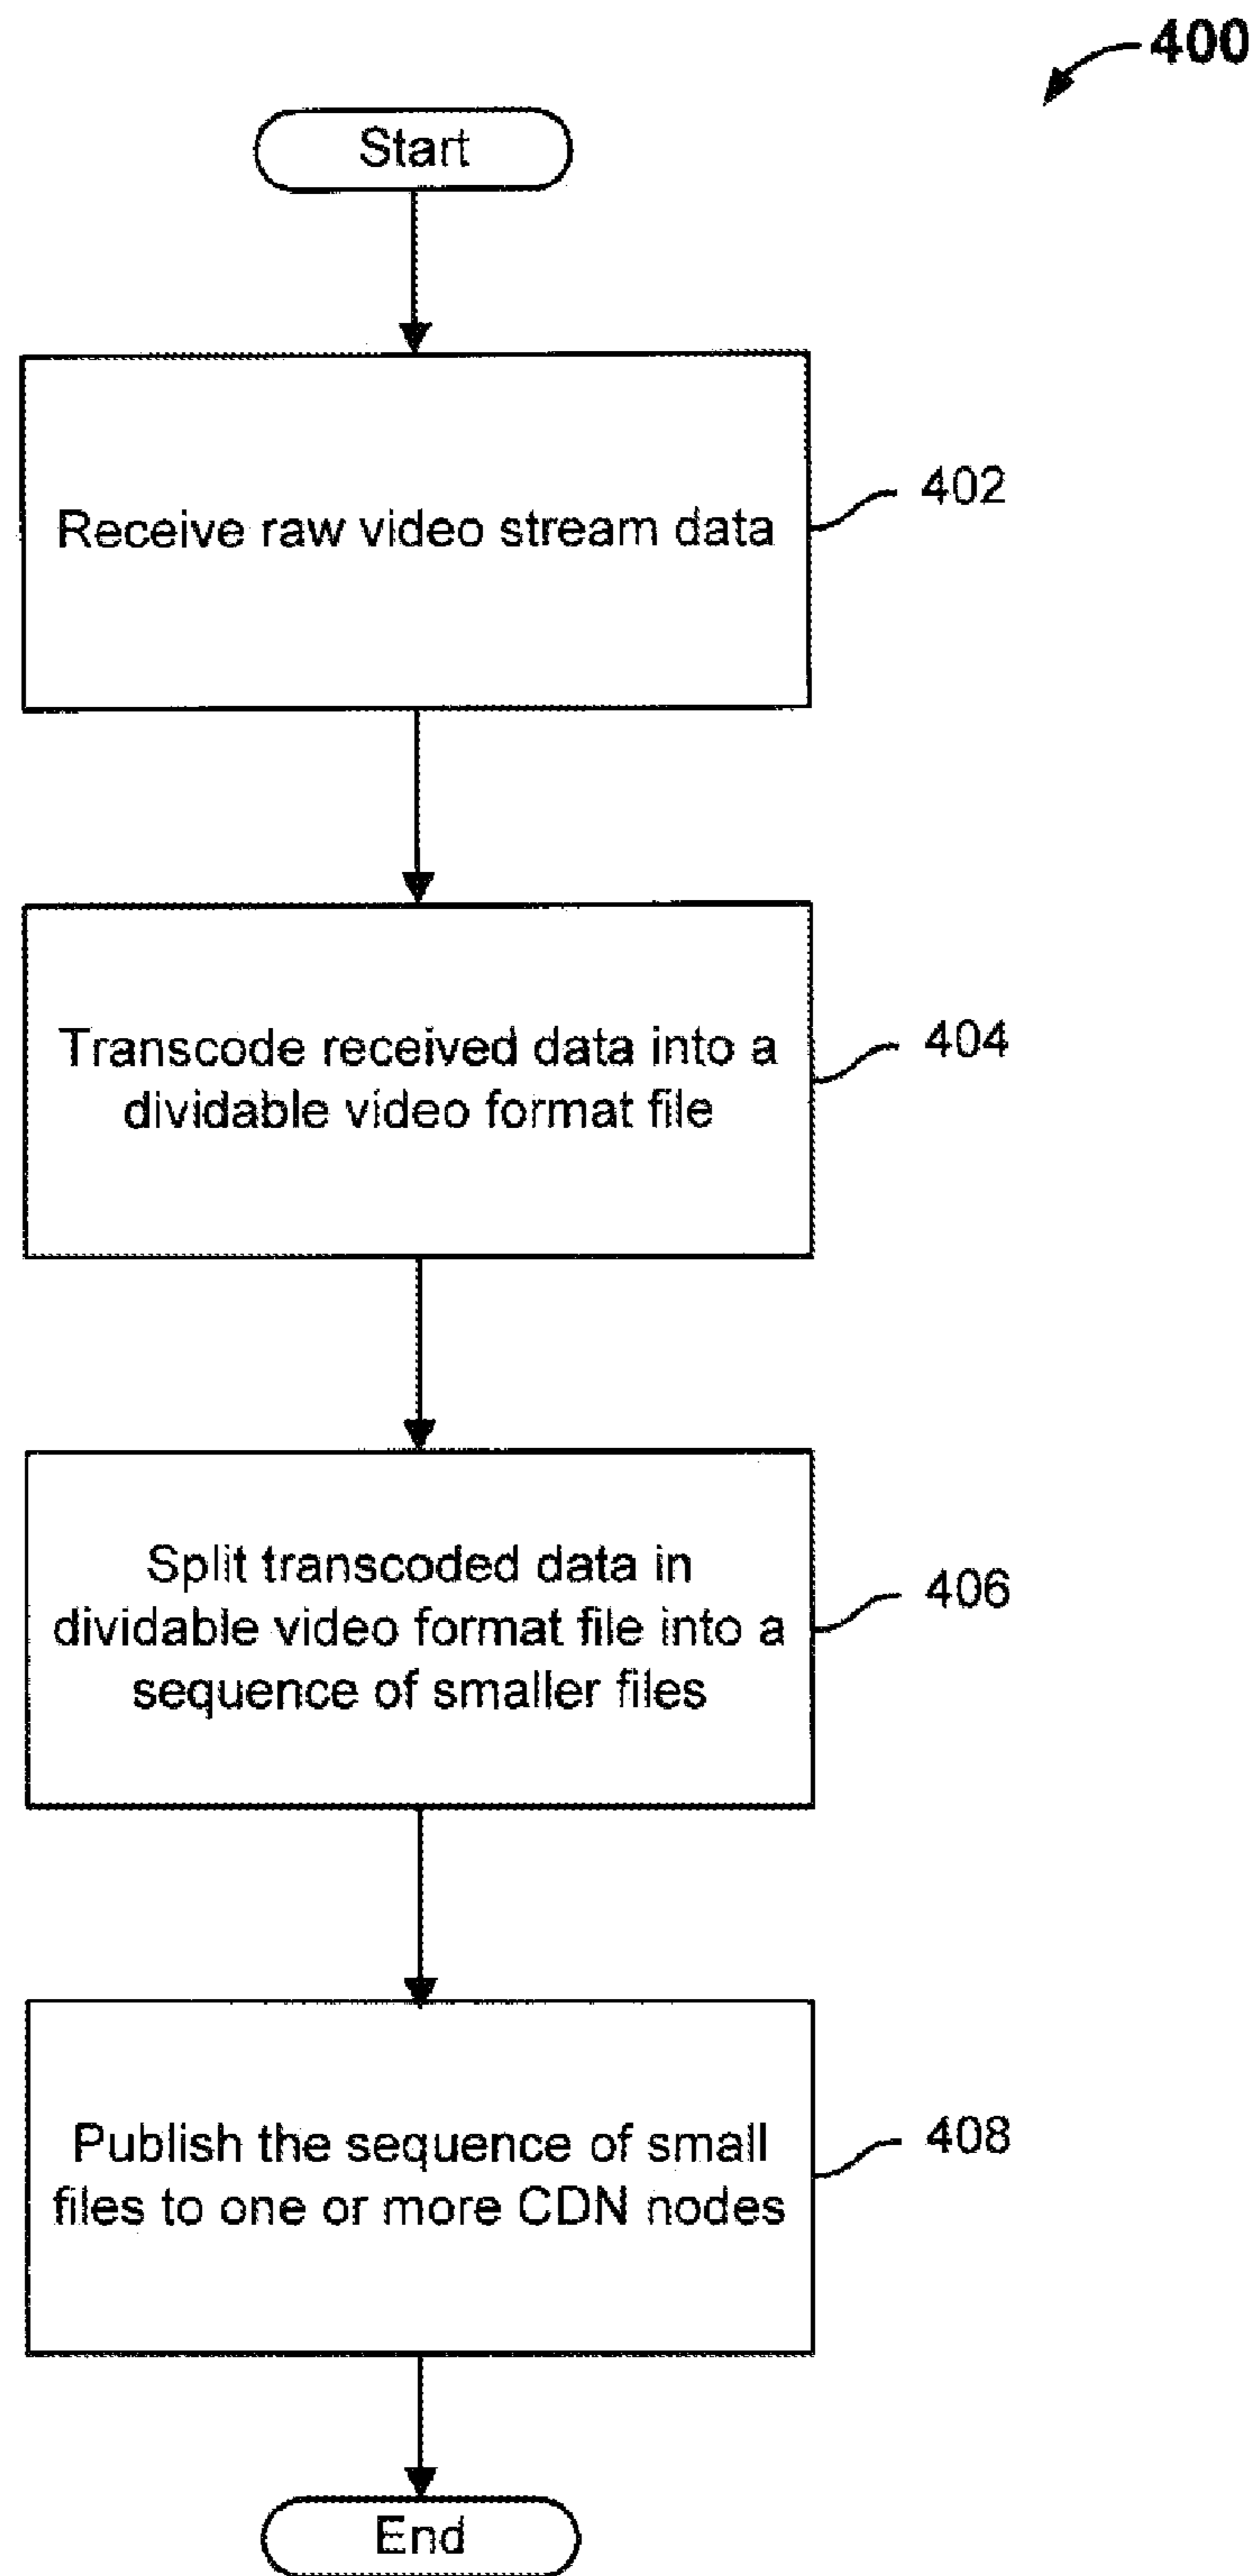 400
Start
Receive raw video stream data
402
Transcode received data into a
dividable video format file
404
Split transcoded data in
dividable video format file into a
sequence of smaller files
406
Publish the sequence of small
files to one or more CDN nodes
408
End